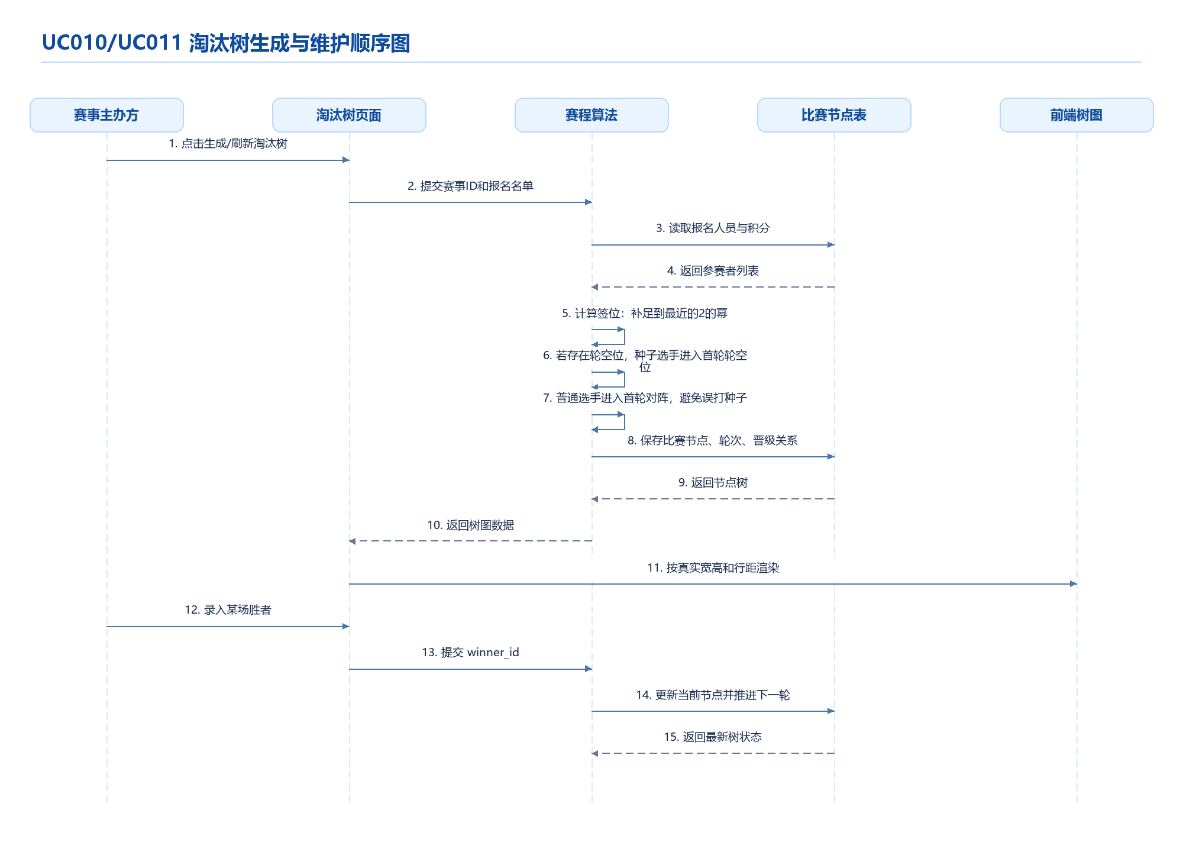 UC010/UC011 淘汰树生成与维护顺序图
赛事主办方
淘汰树页面
赛程算法
比赛节点表
前端树图
1. 点击生成/刷新淘汰树
2. 提交赛事ID和报名名单
3. 读取报名人员与积分
4. 返回参赛者列表
5. 计算签位：补足到最近的2的幂
6. 若存在轮空位，种子选手进入首轮轮空
位
7. 普通选手进入首轮对阵，避免误打种子
8. 保存比赛节点、轮次、晋级关系
9. 返回节点树
10. 返回树图数据
11. 按真实宽高和行距渲染
12. 录入某场胜者
13. 提交 winner_id
14. 更新当前节点并推进下一轮
15. 返回最新树状态